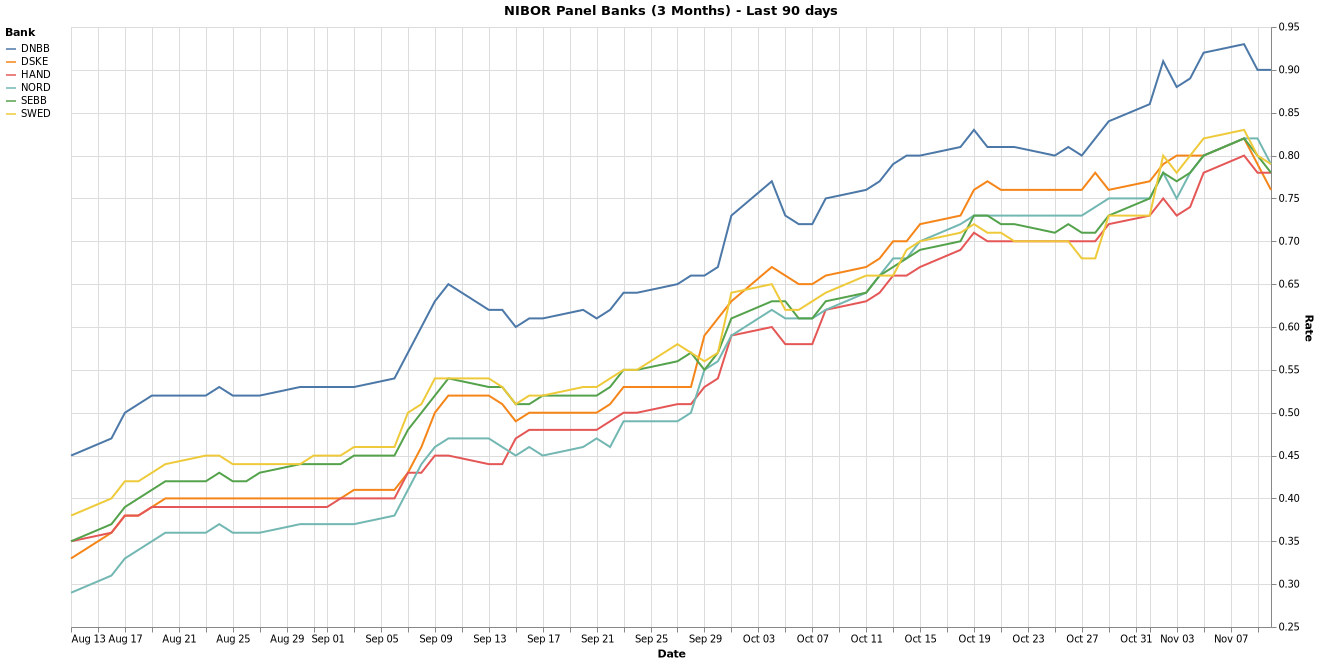 NIBOR Panel Banks (3 Months) - Last 90 days
Bank
DNBB
DSKE
HAND
NORD
SEBB
SWED
0.95
0.90
0.85
0.80
0.75
0.70
0.65
0.60
0.55
0.50
0.45
0.40
0.35
0.30
0.25
Rate
Aug 13 Aug 17 Aug 21 Aug 25 Aug 29 Sep 01 Sep 05 Sep 09 Sep 13 Sep 17 Sep 21 Sep 25 Sep 29 Oct 03 Oct 07 Oct 11 Oct 15 Oct 19 Oct 23 Oct 27 Oct 31 Nov 03 Nov 07
Date